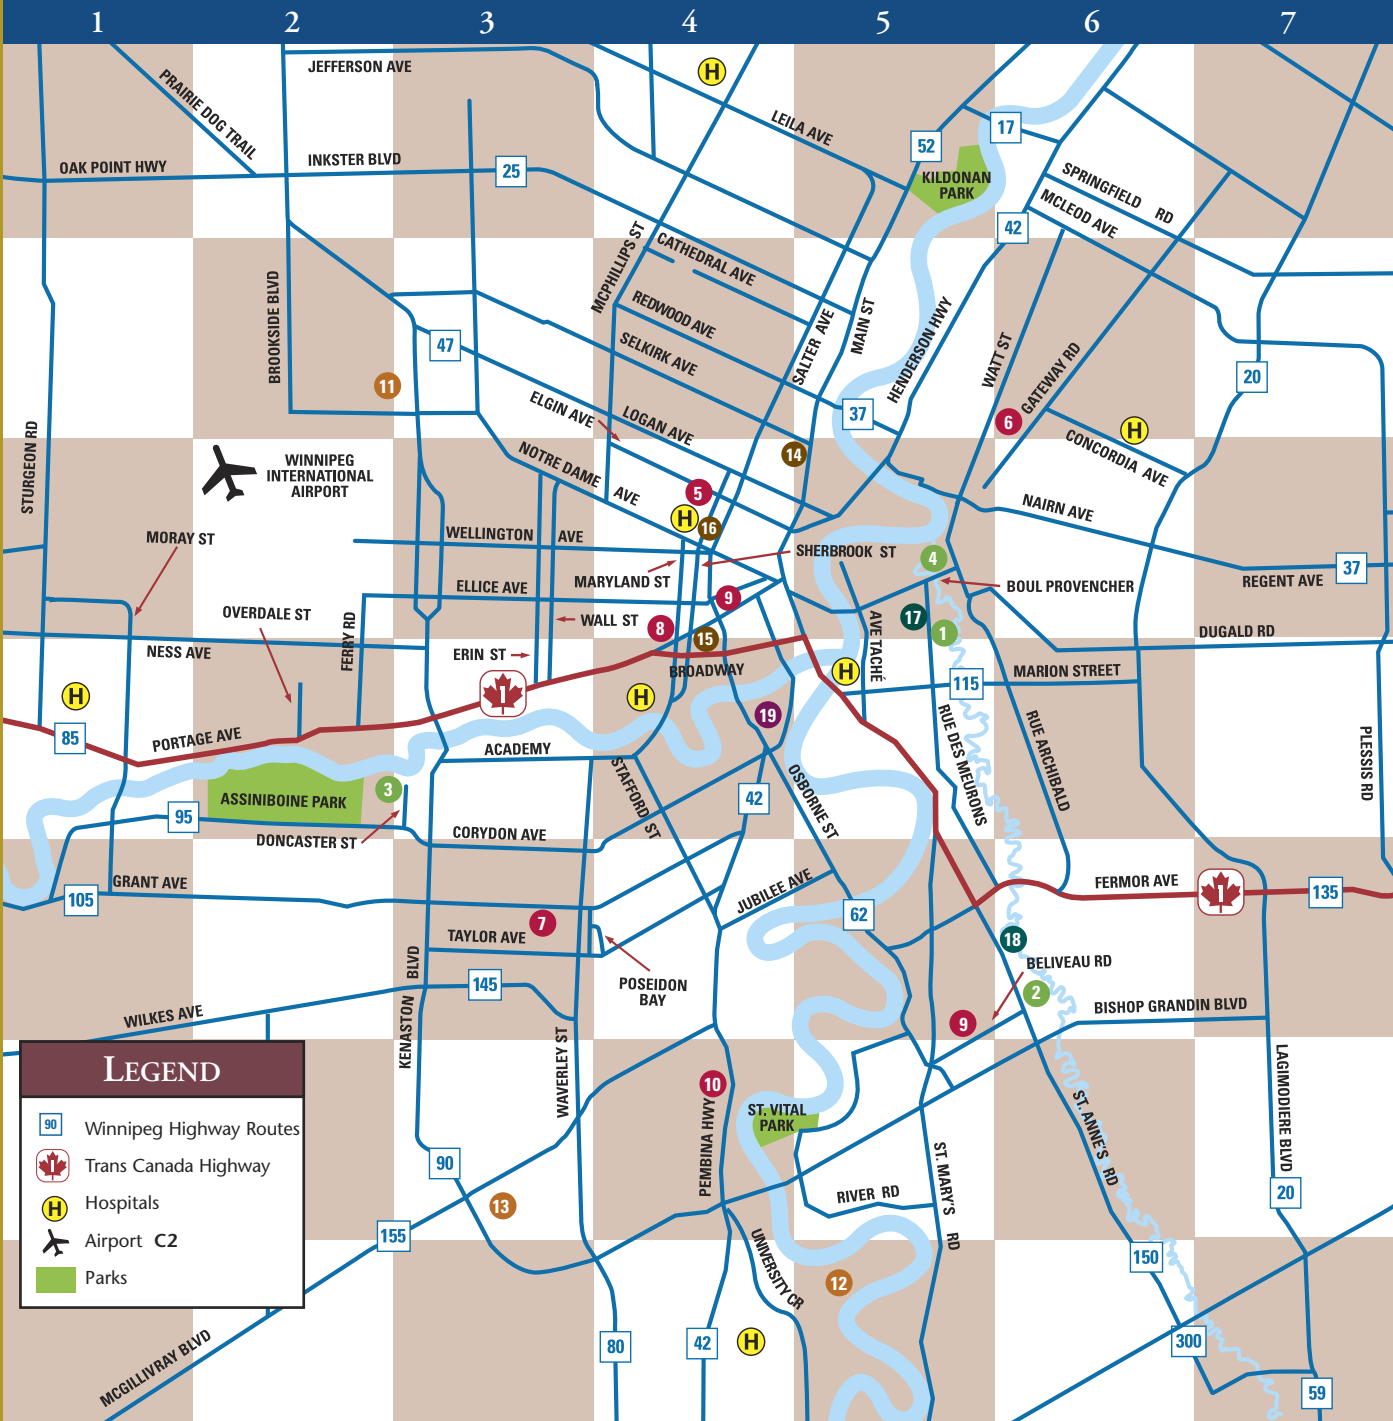 1 2 3 4 5 6 7
JEFFERSON AVE
PRAIRIE DOG TRAIL
H
LEILA AVE
17
52
OAK POINT HWY
INKSTER BLVD
25
KILDONAN
PARK
SPRINGFIELD RD
MCLEOD AVE
42
MCPHILLIPS ST
CATHEDRAL AVE
REDWOOD AVE
SELKIRK AVE
SALTER AVE
MAIN ST
HENDERSON HWY
WATT ST
GATEWAY RD
BROOKSIDE BLVD
47
11
20
37
6
H
CONCORDIA AVE
ELGIN AVE
LOGAN AVE
NOTRE DAME AVE
14
STURGEON RD
WINNIPEG
INTERNATIONAL
AIRPORT
5
H
16
NAIRN AVE
MORAY ST
WELLINGTON AVE
SHERBROOK ST
4
MARYLAND ST
BOUL PROVENCHER
REGENT AVE
37
ELLICE AVE
9
OVERDALE ST
FERRY RD
WALL ST
8
15
17
1
AVE TACHÉ
DUGALD RD
NESS AVE
ERIN ST
BROADWAY
MARION STREET
115
H
1
H
H
19
85
PORTAGE AVE
ACADEMY
STAFFORD ST
OSBORNE ST
RUE DES MEURONS
RUE ARCHIBALD
PLESSIS RD
ASSINIBOINE PARK
3
42
95
DONCASTER ST
CORYDON AVE
GRANT AVE
105
JUBILEE AVE
62
FERMOR AVE
1
135
7
TAYLOR AVE
18
KENASTON BLVD
POSEIDON
BAY
BELIVEAU RD
145
2
WILKES AVE
9
BISHOP GRANDIN BLVD
WAVERLEY ST
LEGEND
90 Winnipeg Highway Routes
1 Trans Canada Highway
H Hospitals
Airport C2
Parks
10
PEMBINA HWY
ST. VITAL
PARK
ST. ANNE'S RD
LAGIMODIERE BLVD
90
ST. MARY'S RD
RIVER RD
13
20
155
UNIVERSITY CR
12
150
MCGILLIVRAY BLVD
80
42
H
300
59